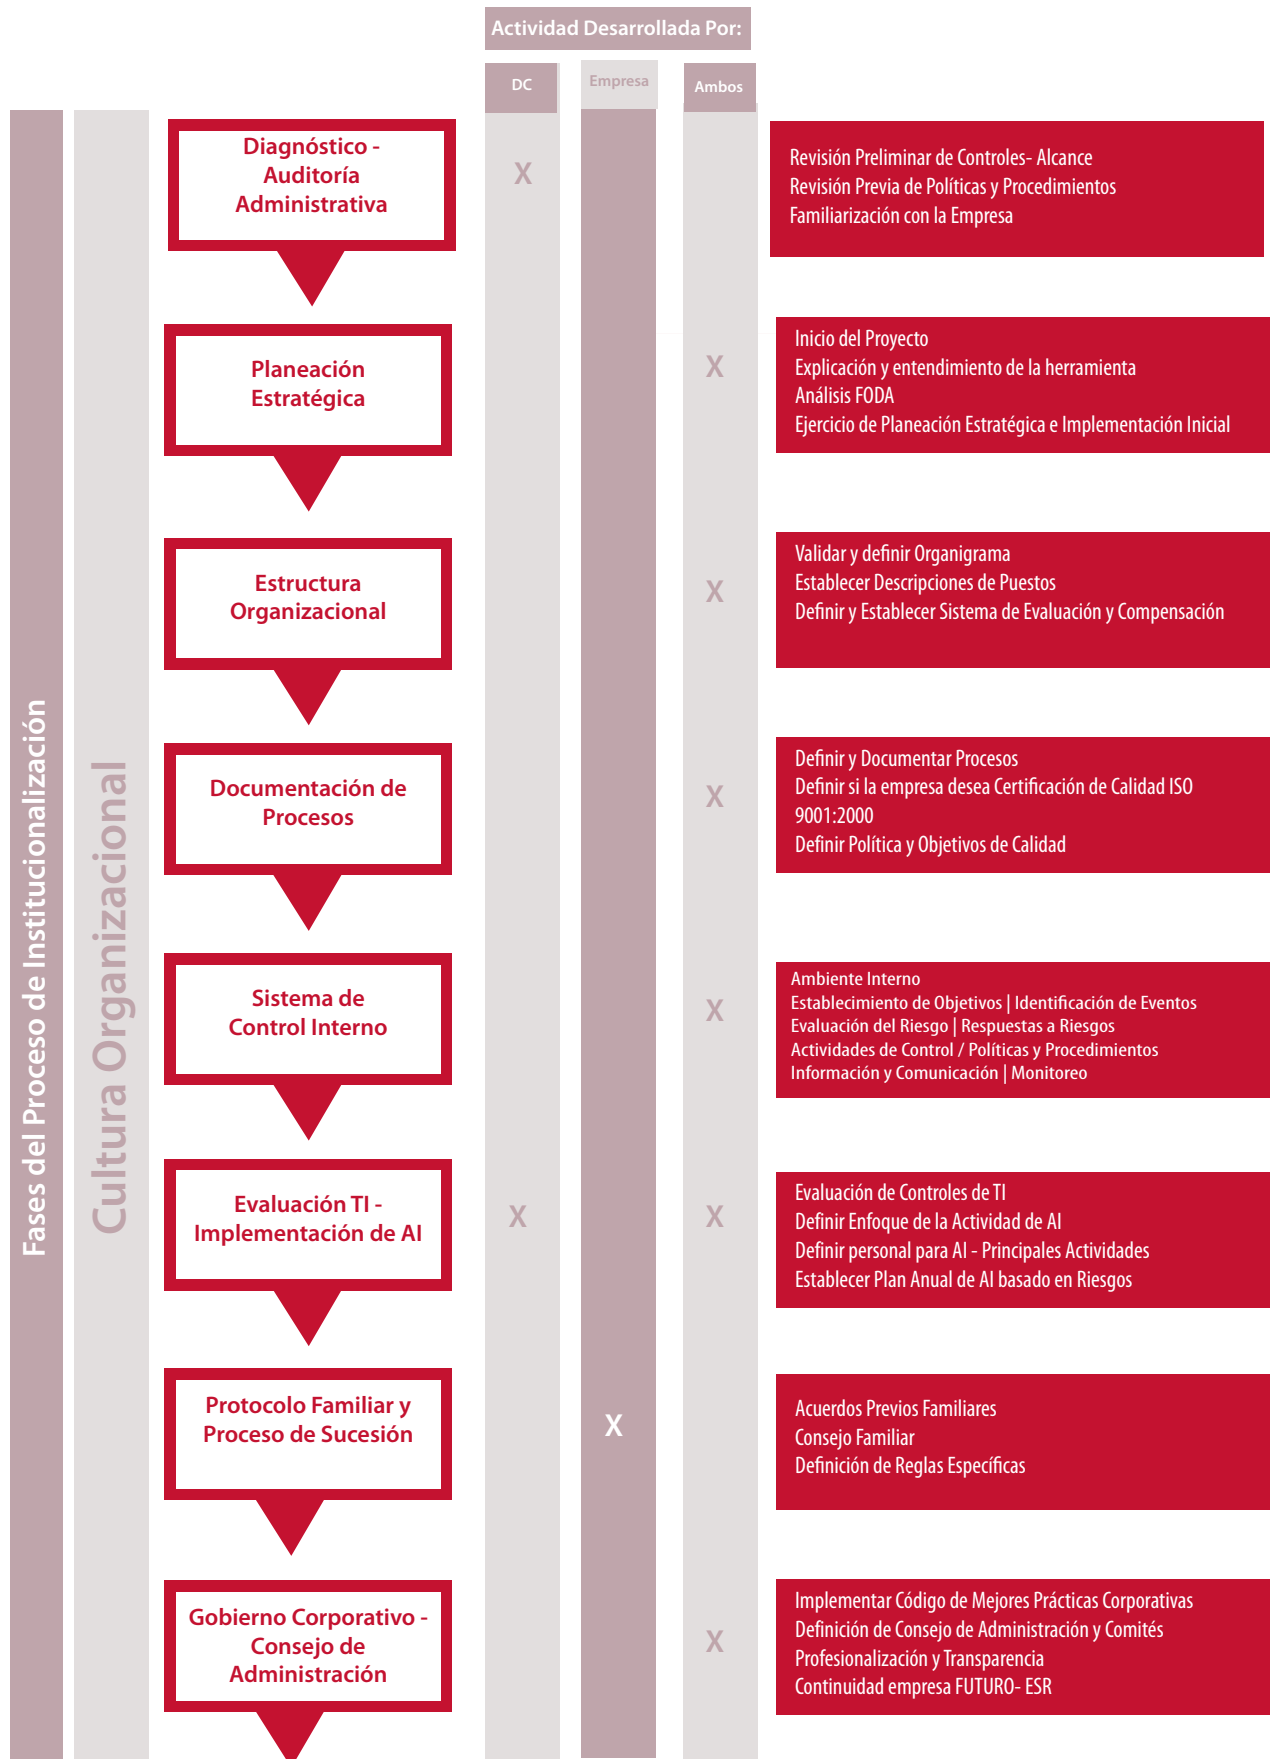 Actividad Desarrollada Por:
DC
Empresa
Ambos
Fases del Proceso de Institucionalización
Cultura Organizacional
Diagnóstico -
Auditoría
Administrativa
X
Revisión Preliminar de Controles- Alcance
Revisión Previa de Políticas y Procedimientos
Familiarización con la Empresa
Planeación
Estratégica
X
Inicio del Proyecto
Explicación y entendimiento de la herramienta
Análisis FODA
Ejercicio de Planeación Estratégica e Implementación Inicial
Estructura
Organizacional
X
Validar y definir Organigrama
Establecer Descripciones de Puestos
Definir y Establecer Sistema de Evaluación y Compensación
Documentación de
Procesos
X
Definir y Documentar Procesos
Definir si la empresa desea Certificación de Calidad ISO
9001:2000
Definir Política y Objetivos de Calidad
Sistema de
Control Interno
X
Ambiente Interno
Establecimiento de Objetivos | Identificación de Eventos
Evaluación del Riesgo | Respuestas a Riesgos
Actividades de Control / Políticas y Procedimientos
Información y Comunicación | Monitoreo
Evaluación TI -
Implementación de AI
X
X
Evaluación de Controles de TI
Definir Enfoque de la Actividad de AI
Definir personal para AI - Principales Actividades
Establecer Plan Anual de AI basado en Riesgos
Protocolo Familiar y
Proceso de Sucesión
X
Acuerdos Previos Familiares
Consejo Familiar
Definición de Reglas Específicas
Gobierno Corporativo -
Consejo de
Administración
X
Implementar Código de Mejores Prácticas Corporativas
Definición de Consejo de Administración y Comités
Profesionalización y Transparencia
Continuidad empresa FUTURO- ESR